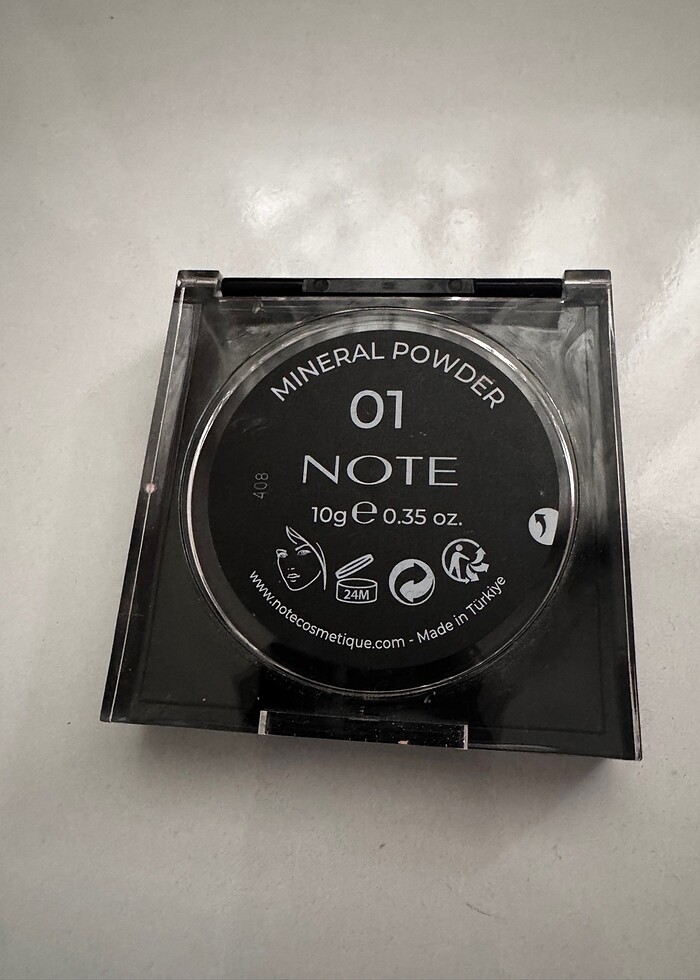 MINERAL POWDER
01
NOTE
408
10g e 0.35 oz.
24M
www.notecosmetique.com - Made in Türkiye